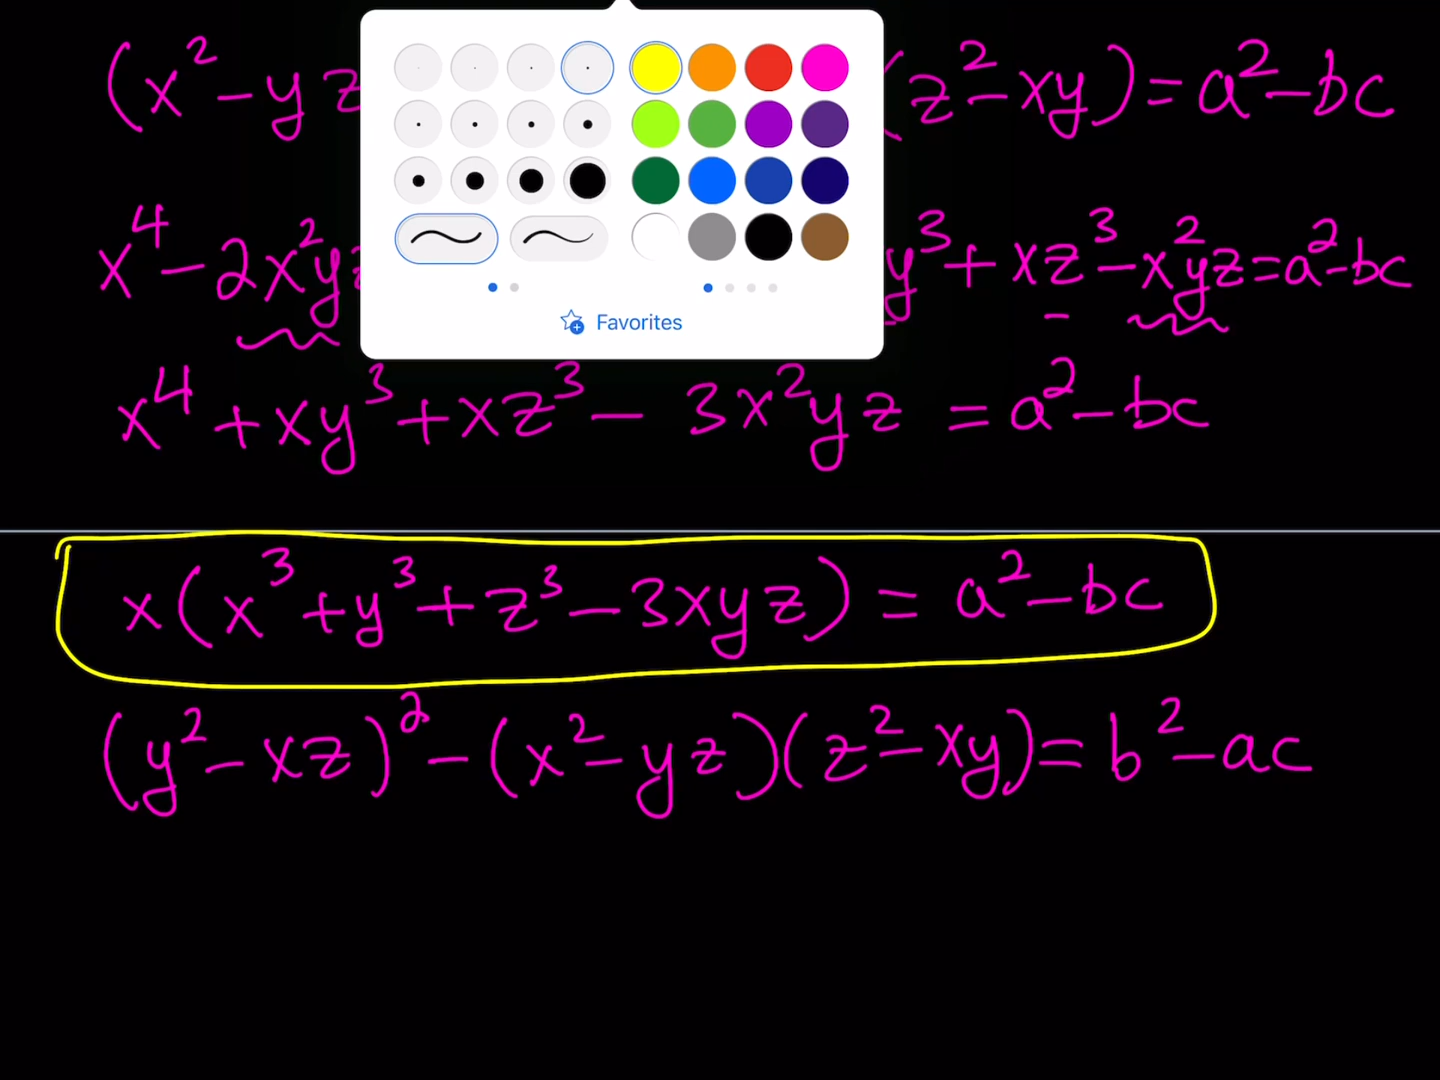 (x² - yz
(z² - xy) = a² - bc
x⁴ - 2x²yz
y³ + xz³ - x²yz = a² - bc
Favorites
x⁴ + xy³ + xz³ - 3x²yz = a² - bc
x(x³ + y³ + z³ - 3xyz) = a² - bc
(y² - xz)² - (x² - yz)(z² - xy) = b² - ac